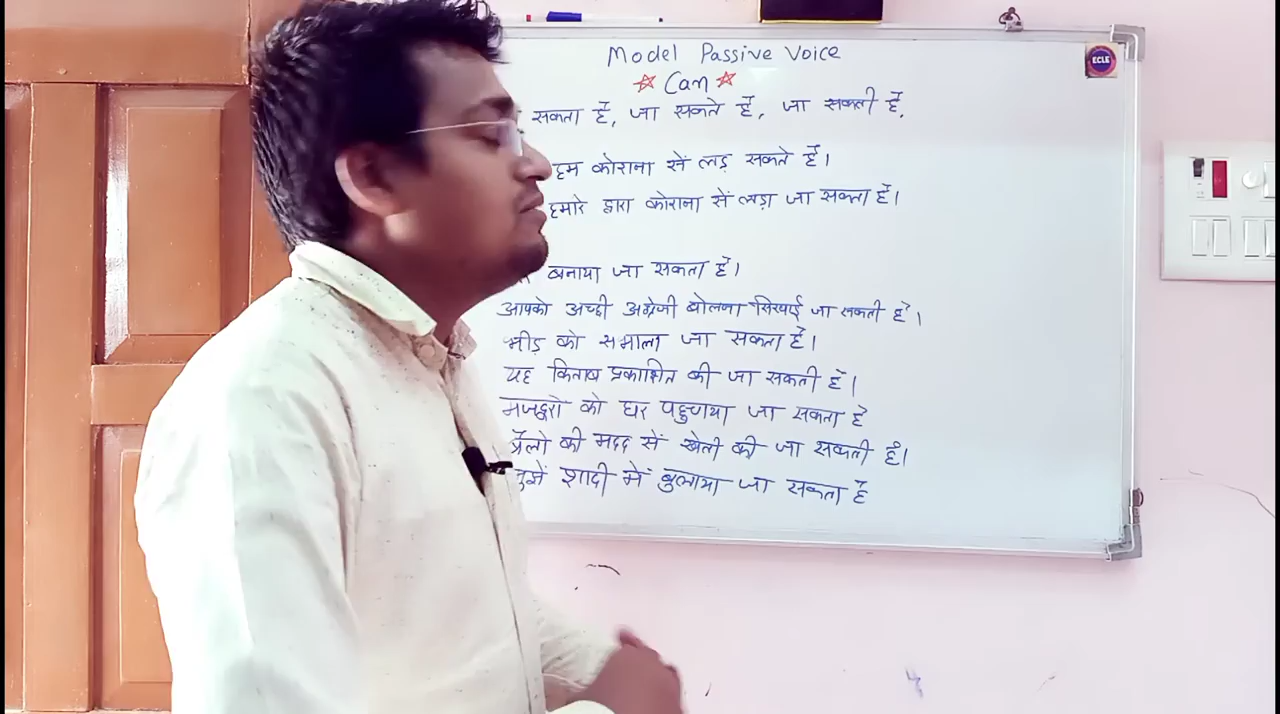 Model Passive Voice
Can
ECLE
सकता हैं, जा सकते हैं, जा सकती हैं.
हम कोराना सें लड़ सकते हैं।
हमारे द्वारा कोराना सें लड़ा जा सकता हैं।
बनाया जा सकता हैं।
आपको अच्छी अंग्रेजी बोलना सिखाई जा सकती हैं।
भीड़ को समाला जा सकता हैं।
यह किताब प्रकाशित की जा सकती हैं।
मजदूरो को घर जा सकता हैं
की मदद सें खेती की जा सकती हैं।
शादी में बुलाया जा सकता हैं